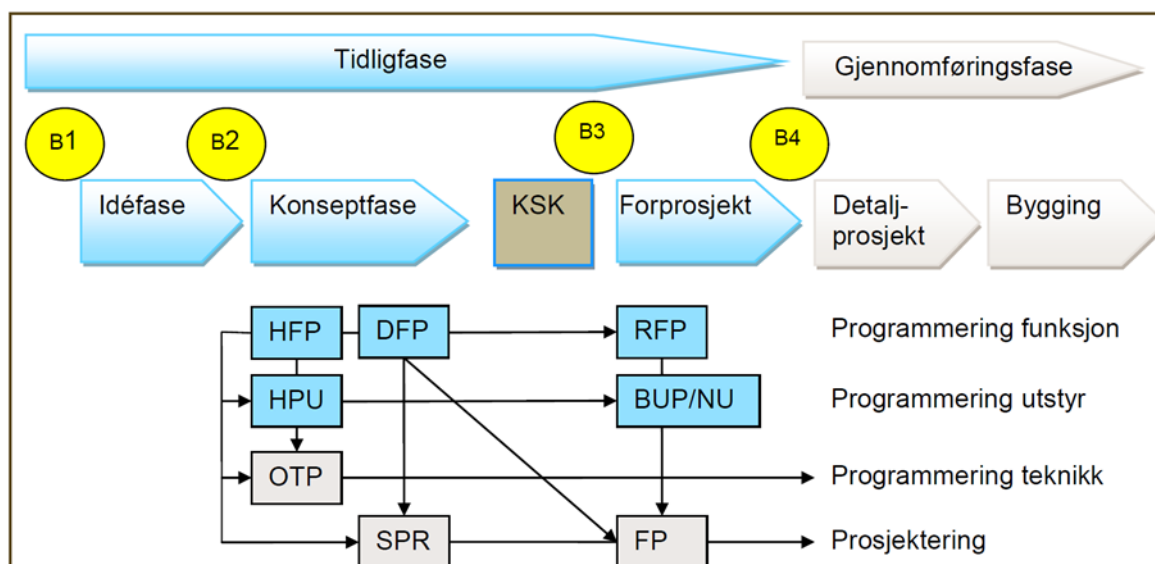 Tidligfase
Gjennomføringsfase
B1
B2
B3
B4
Idéfase
Konseptfase
KSK
Forprosjekt
Detalj-
prosjekt
Bygging
HFP
DFP
RFP
Programmering funksjon
HPU
BUP/NU
Programmering utstyr
OTP
Programmering teknikk
SPR
FP
Prosjektering